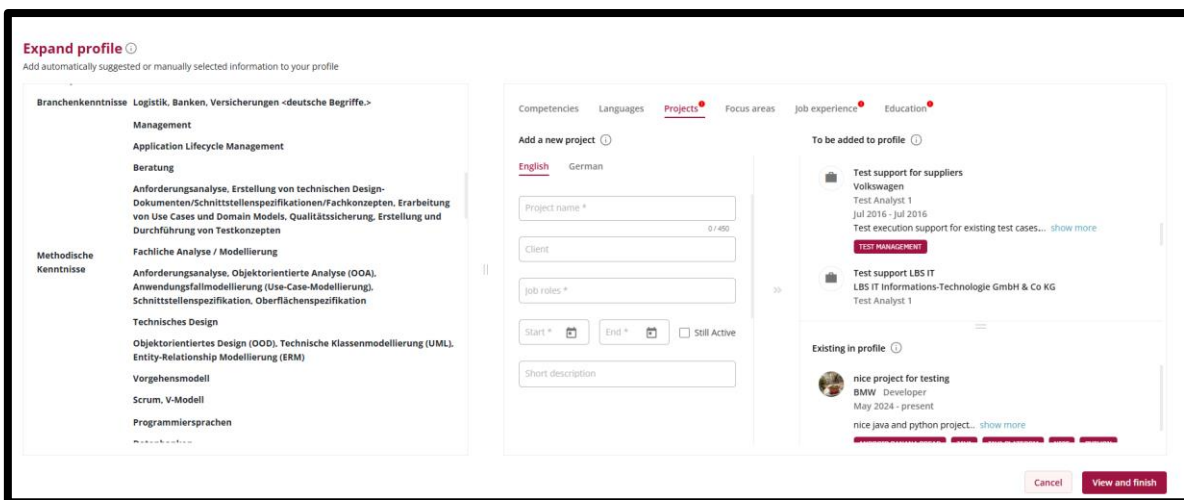 Expand profile
Add automatically suggested or manually selected information to your profile
Branchenkenntnisse Logistik, Banken, Versicherungen <deutsche Begriffe.>
Management
Application Lifecycle Management
Beratung
Anforderungsanalyse, Erstellung von technischen Design-
Dokumenten/Schnittstellenspezifikationen/Fachkonzepten, Erarbeitung
von Use Cases und Domain Models, Qualitätssicherung, Erstellung und
Durchführung von Testkonzepten
Methodische
Kenntnisse
Fachliche Analyse / Modellierung
Anforderungsanalyse, Objektorientierte Analyse (OOA),
Anwendungsfallmodellierung (Use-Case-Modellierung),
Schnittstellenspezifikation, Oberflächenspezifikation
Technisches Design
Objektorientiertes Design (OOD), Technische Klassenmodellierung (UML),
Entity-Relationship Modellierung (ERM)
Vorgehensmodell
Scrum, V-Modell
Programmiersprachen
Competencies Languages Projects Focus areas Job experience Education
Add a new project
English German
Project name *
0 / 450
Client
Job roles *
Start * End * Still Active
Short description
To be added to profile
Test support for suppliers
Volkswagen
Test Analyst 1
Jul 2016 - Jul 2016
Test execution support for existing test cases.... show more
TEST MANAGEMENT
Test support LBS IT
LBS IT Informations-Technologie GmbH & Co KG
Test Analyst 1
Existing in profile
nice project for testing
BMW Developer
May 2024 - present
nice java and python project... show more
Cancel View and finish